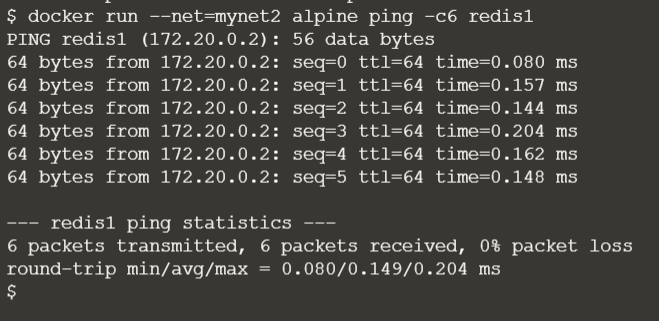 $ docker run --net=mynet2 alpine ping -c6 redis1
PING redis1 (172.20.0.2): 56 data bytes
64 bytes from 172.20.0.2: seq=0 ttl=64 time=0.080 ms
64 bytes from 172.20.0.2: seq=1 ttl=64 time=0.157 ms
64 bytes from 172.20.0.2: seq=2 ttl=64 time=0.144 ms
64 bytes from 172.20.0.2: seq=3 ttl=64 time=0.204 ms
64 bytes from 172.20.0.2: seq=4 ttl=64 time=0.162 ms
64 bytes from 172.20.0.2: seq=5 ttl=64 time=0.148 ms
--- redis1 ping statistics ---
6 packets transmitted, 6 packets received, 0% packet loss
round-trip min/avg/max = 0.080/0.149/0.204 ms
$